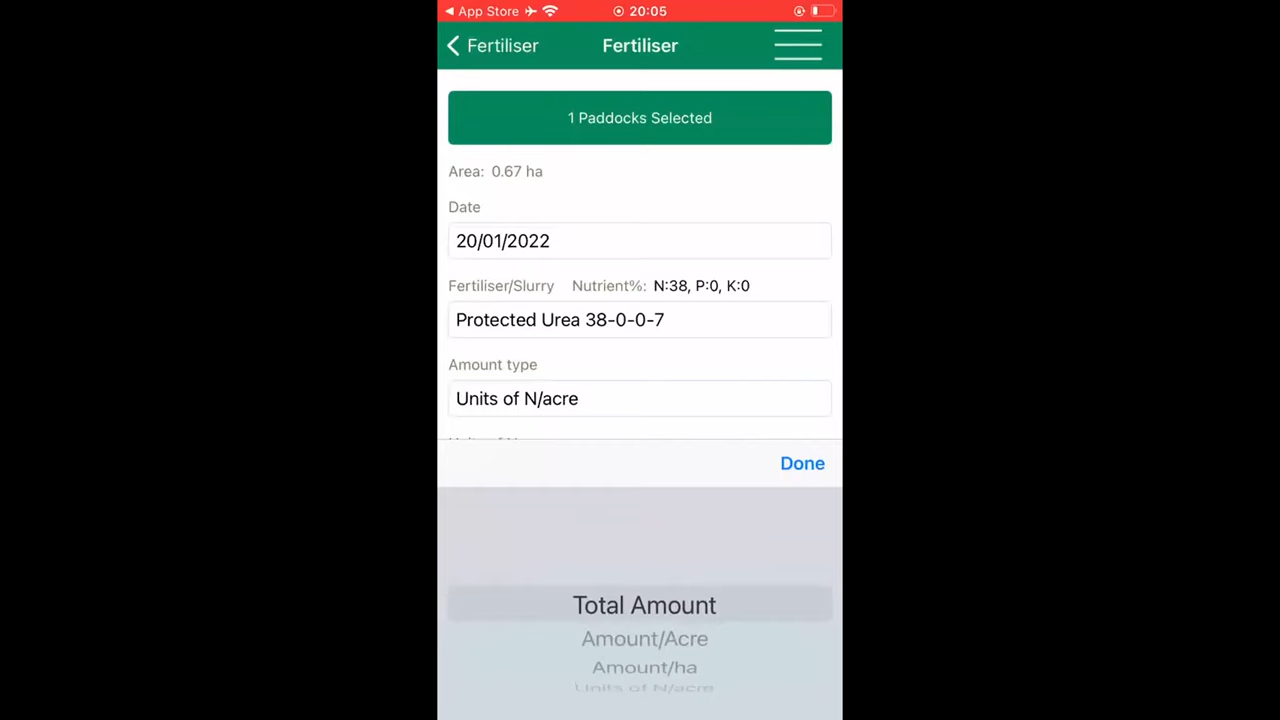 App Store 20:05
Fertiliser Fertiliser
1 Paddocks Selected
Area: 0.67 ha
Date
20/01/2022
Fertiliser/Slurry Nutrient%: N:38, P:0, K:0
Protected Urea 38-0-0-7
Amount type
Units of N/acre
Done
Total Amount
Amount/Acre
Amount/ha
Units of N/acre